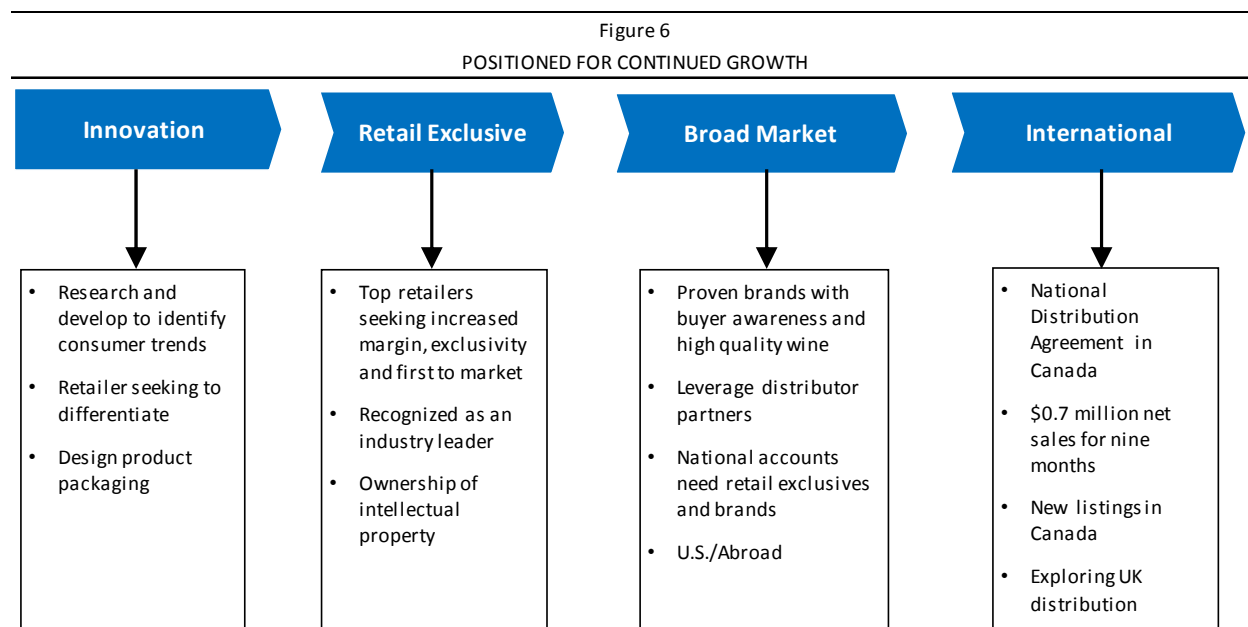 Figure 6
POSITIONED FOR CONTINUED GROWTH
Innovation
• Research and
develop to identify
consumer trends
• Retailer seeking to
differentiate
• Design product
packaging
Retail Exclusive
• Top retailers
seeking increased
margin, exclusivity
and first to market
• Recognized as an
industry leader
• Ownership of
intellectual
property
Broad Market
• Proven brands with
buyer awareness and
high quality wine
• Leverage distributor
partners
• National accounts
need retail exclusives
and brands
• U.S./Abroad
International
• National
Distribution
Agreement in
Canada
• $0.7 million net
sales for nine
months
• New listings in
Canada
• Exploring UK
distribution